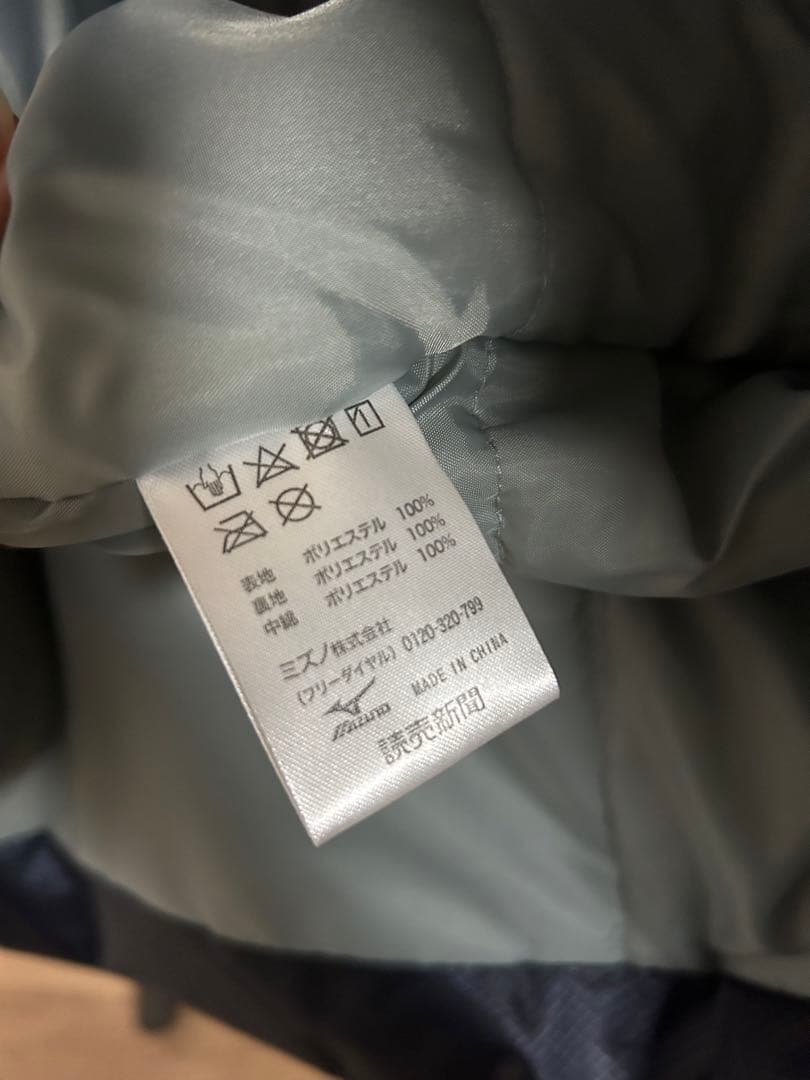 表地 ポリエステル 100%
裏地 ポリエステル 100%
中綿 ポリエステル 100%
ミズノ株式会社
(フリーダイヤル) 0120-320-799
Mizuno MADE IN CHINA
読売新聞